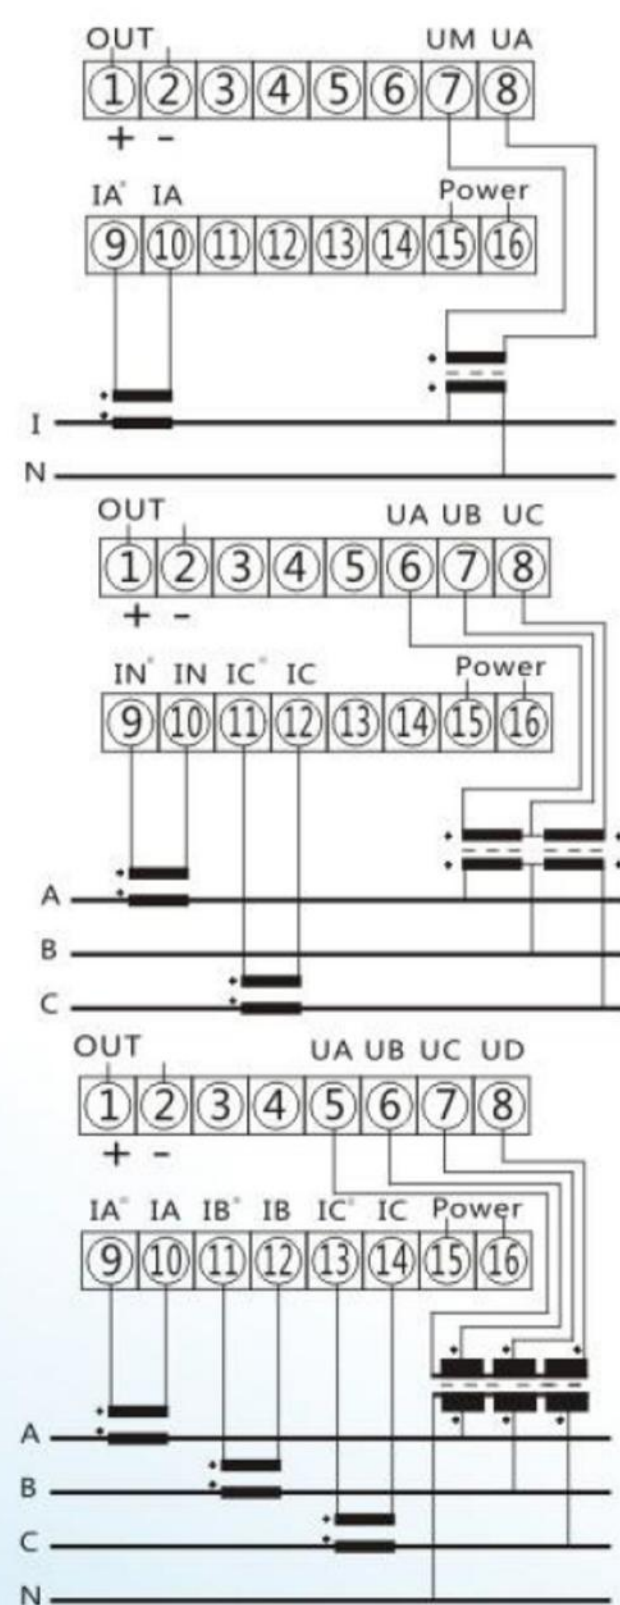 OUT UM UA
1 2 3 4 5 6 7 8
+ -
IA* IA Power
9 10 11 12 13 14 15 16
I
N
OUT UA UB UC
1 2 3 4 5 6 7 8
+ -
IN* IN IC* IC Power
9 10 11 12 13 14 15 16
A
B
C
OUT UA UB UC UD
1 2 3 4 5 6 7 8
+ -
IA* IA IB* IB IC* IC Power
9 10 11 12 13 14 15 16
A
B
C
N